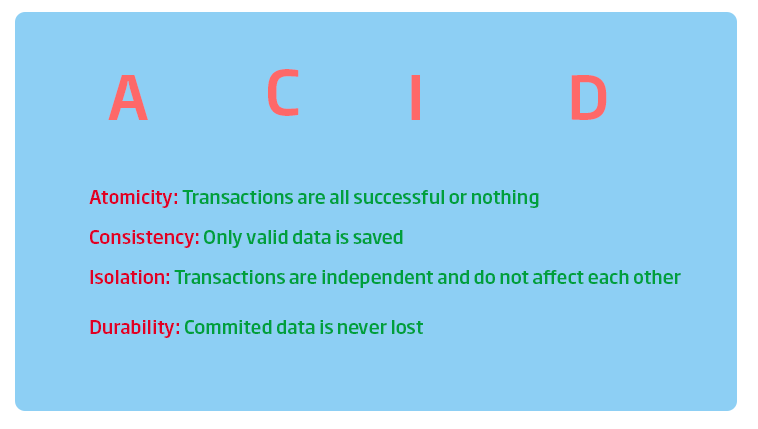 A C I D
Atomicity: Transactions are all successful or nothing
Consistency: Only valid data is saved
Isolation: Transactions are independent and do not affect each other
Durability: Commited data is never lost